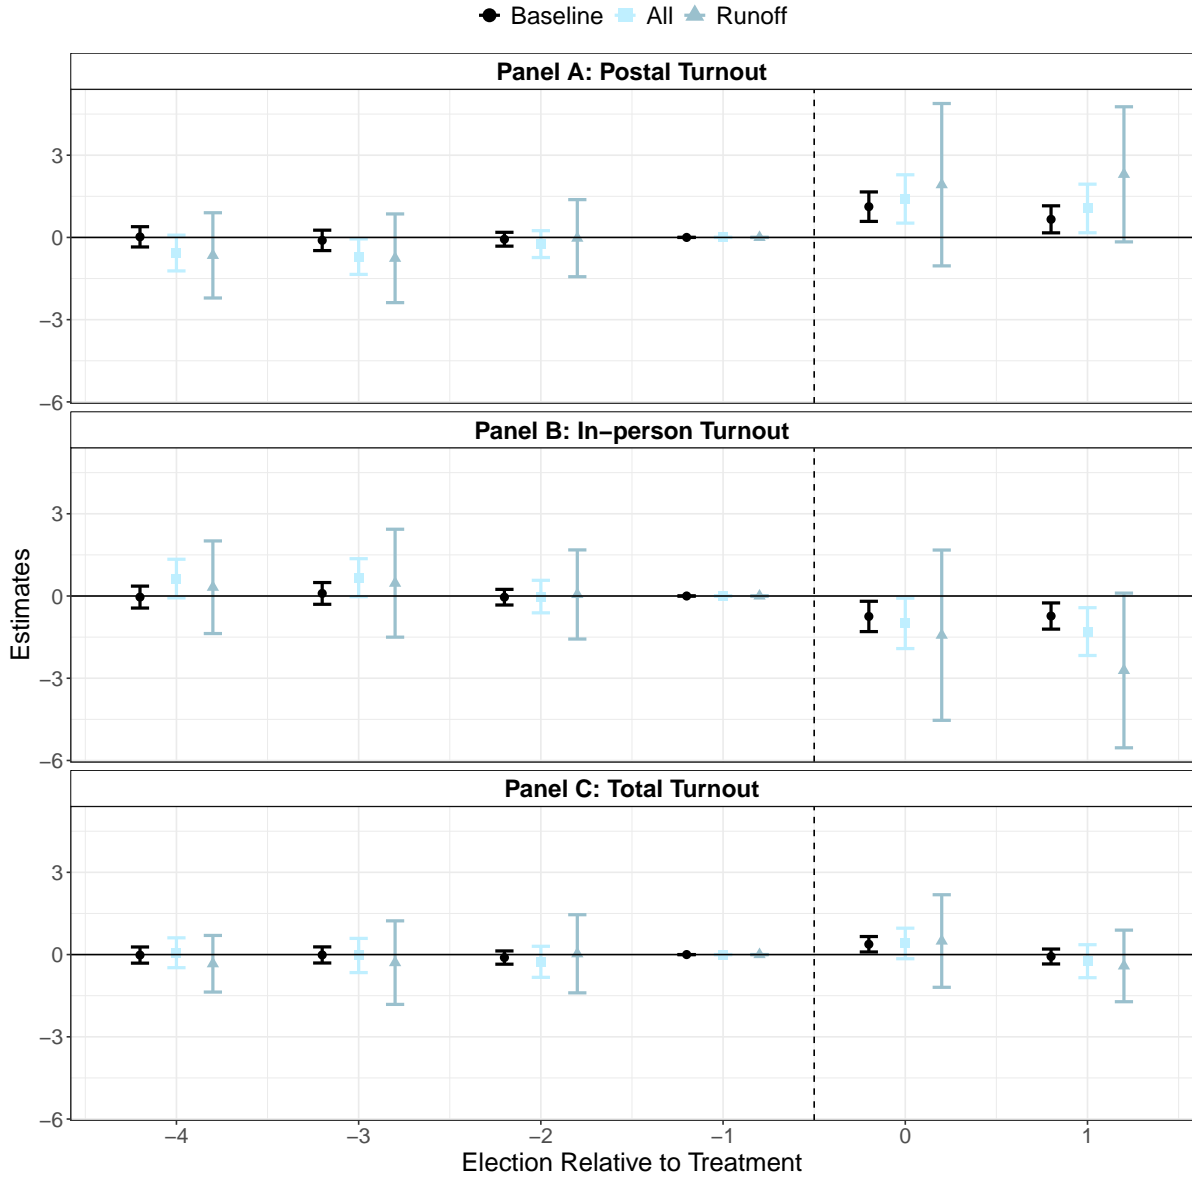 Baseline All Runoff
Panel A: Postal Turnout
3
0
−3
−6
Panel B: In−person Turnout
3
0
−3
−6
Panel C: Total Turnout
3
0
−3
−6
Estimates
−4 −3 −2 −1 0 1
Election Relative to Treatment